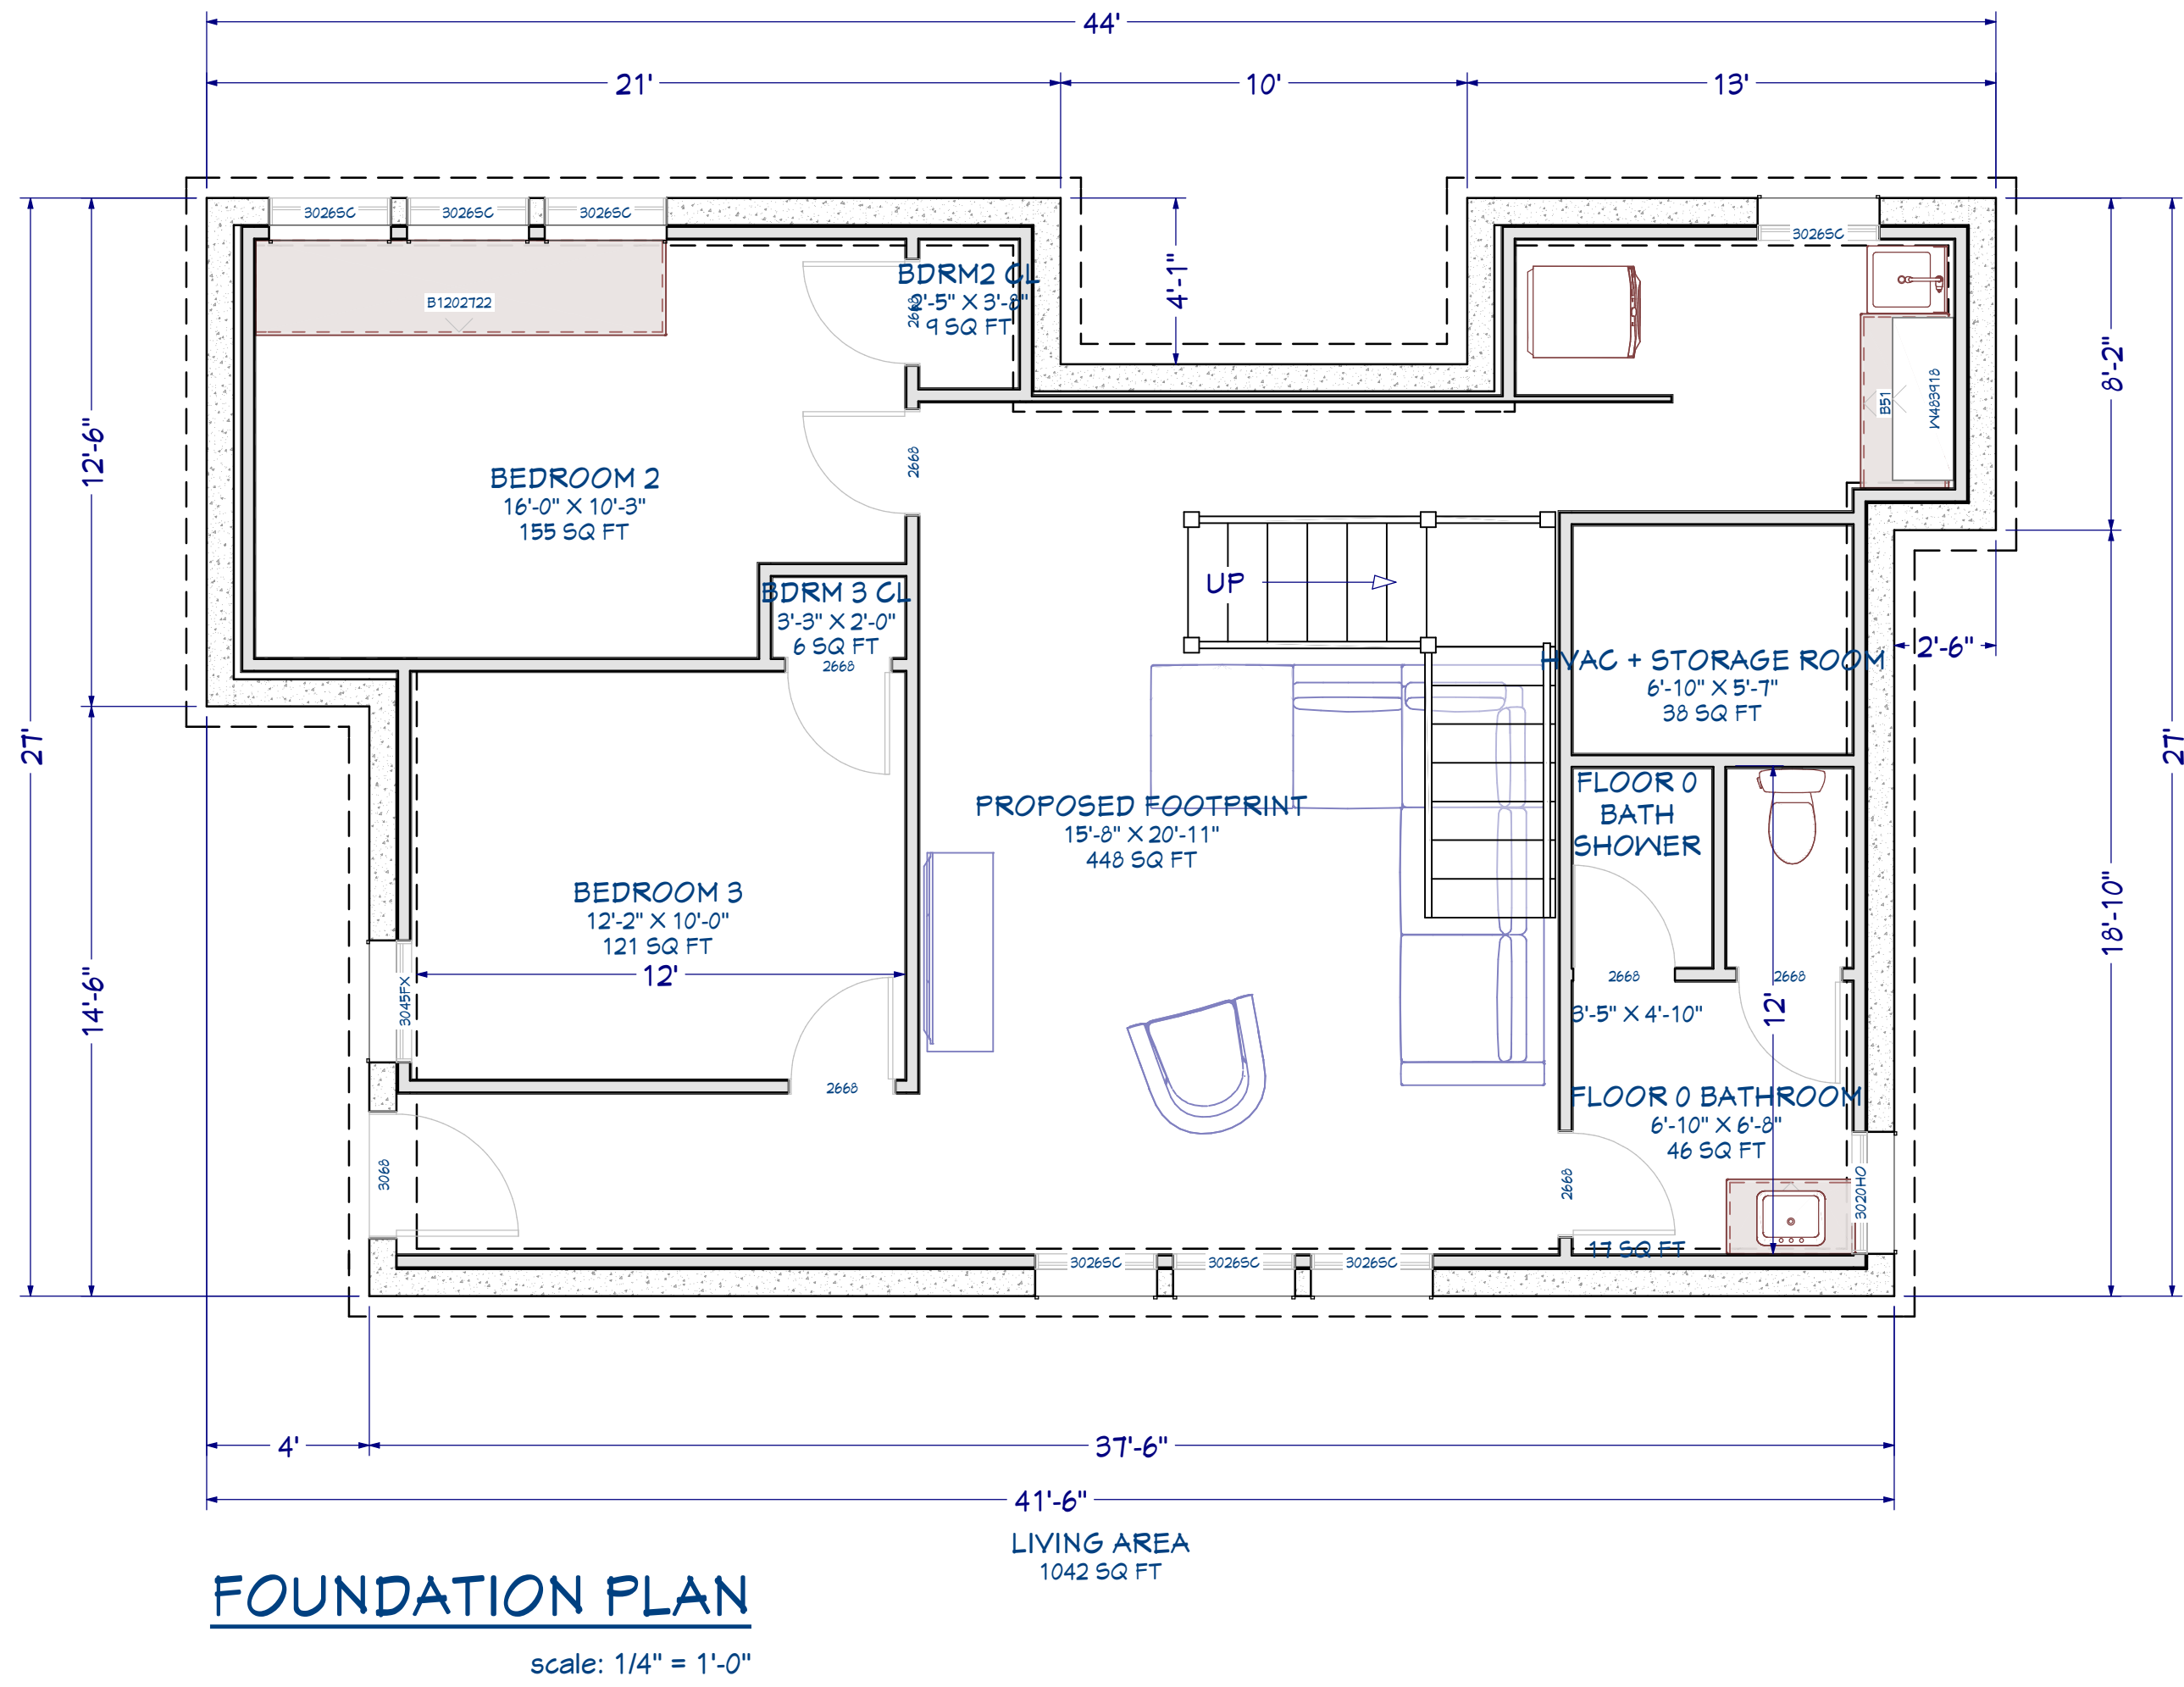 44'
21'
10'
13'
3026SC
3026SC
3026SC
3026SC
4'-1"
BDRM2 CL
9 SQ FT
2668
B1202722
B51
W483918
8'-2"
12'-6"
2668
BEDROOM 2
16'-0" X 10'-3"
155 SQ FT
UP
BDRM 3 CL
3'-3" X 2'-0"
6 SQ FT
2668
HVAC + STORAGE ROOM
6'-10" X 5'-7"
38 SQ FT
2'-6"
27'
27'
FLOOR 0
BATH
SHOWER
PROPOSED FOOTPRINT
15'-8" X 20'-11"
448 SQ FT
BEDROOM 3
12'-2" X 10'-0"
121 SQ FT
12'
18'-10"
14'-6"
3045FX
2668
2668
12'
3'-5" X 4'-10"
2668
FLOOR 0 BATHROOM
6'-10" X 6'-8"
46 SQ FT
3068
2668
3020HO
17 SQ FT
3026SC
3026SC
3026SC
4'
37'-6"
41'-6"
LIVING AREA
1042 SQ FT
FOUNDATION PLAN
scale: 1/4" = 1'-0"